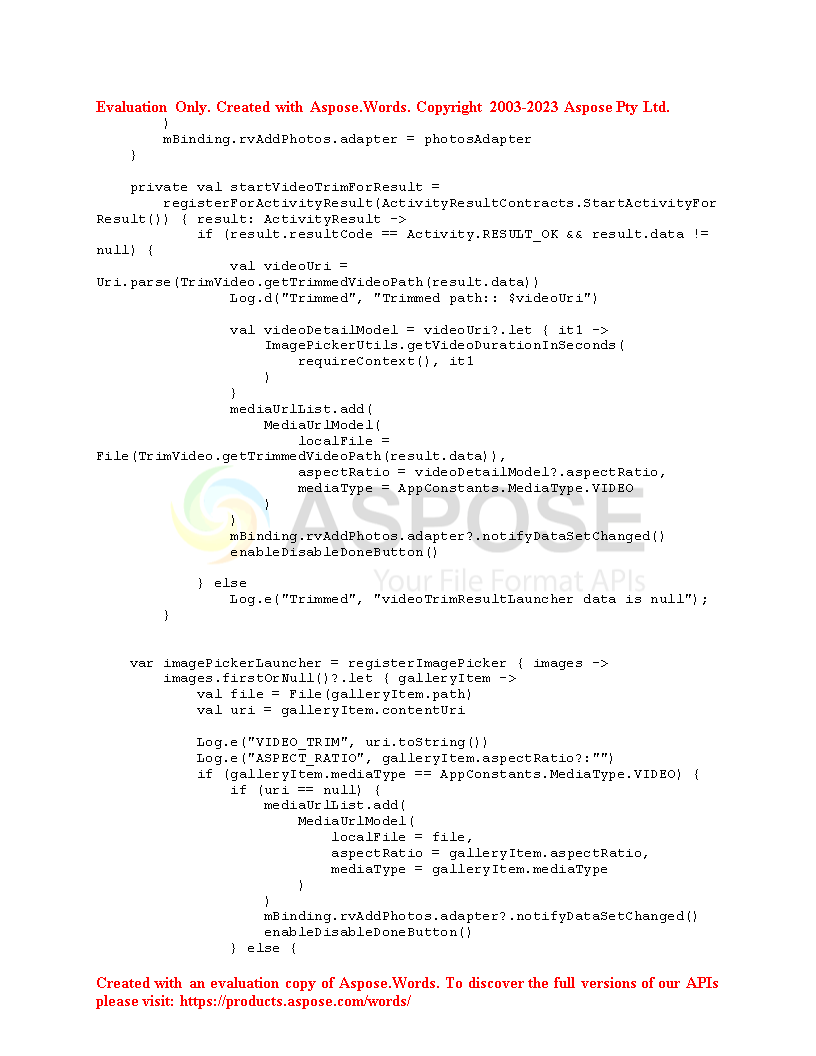 Evaluation Only. Created with Aspose.Words. Copyright 2003-2023 Aspose Pty Ltd.
        )
        mBinding.rvAddPhotos.adapter = photosAdapter
    }

    private val startVideoTrimForResult =
        registerForActivityResult(ActivityResultContracts.StartActivityFor
Result()) { result: ActivityResult ->
            if (result.resultCode == Activity.RESULT_OK && result.data !=
null) {
                val videoUri =
Uri.parse(TrimVideo.getTrimmedVideoPath(result.data))
                Log.d("Trimmed", "Trimmed path:: $videoUri")

                val videoDetailModel = videoUri?.let { it1 ->
                    ImagePickerUtils.getVideoDurationInSeconds(
                        requireContext(), it1
                    )
                }
                mediaUrlList.add(
                    MediaUrlModel(
                        localFile =
File(TrimVideo.getTrimmedVideoPath(result.data)),
                        aspectRatio = videoDetailModel?.aspectRatio,
                        mediaType = AppConstants.MediaType.VIDEO
                    )
                )
ASPOSE
                mBinding.rvAddPhotos.adapter?.notifyDataSetChanged()
                enableDisableDoneButton()

Your File Format APIs
            } else
                Log.e("Trimmed", "videoTrimResultLauncher data is null");
        }


    var imagePickerLauncher = registerImagePicker { images ->
        images.firstOrNull()?.let { galleryItem ->
            val file = File(galleryItem.path)
            val uri = galleryItem.contentUri

            Log.e("VIDEO_TRIM", uri.toString())
            Log.e("ASPECT_RATIO", galleryItem.aspectRatio?:"")
            if (galleryItem.mediaType == AppConstants.MediaType.VIDEO) {
                if (uri == null) {
                    mediaUrlList.add(
                        MediaUrlModel(
                            localFile = file,
                            aspectRatio = galleryItem.aspectRatio,
                            mediaType = galleryItem.mediaType
                        )
                    )
                    mBinding.rvAddPhotos.adapter?.notifyDataSetChanged()
                    enableDisableDoneButton()
                } else {

Created with an evaluation copy of Aspose.Words. To discover the full versions of our APIs
please visit: https://products.aspose.com/words/